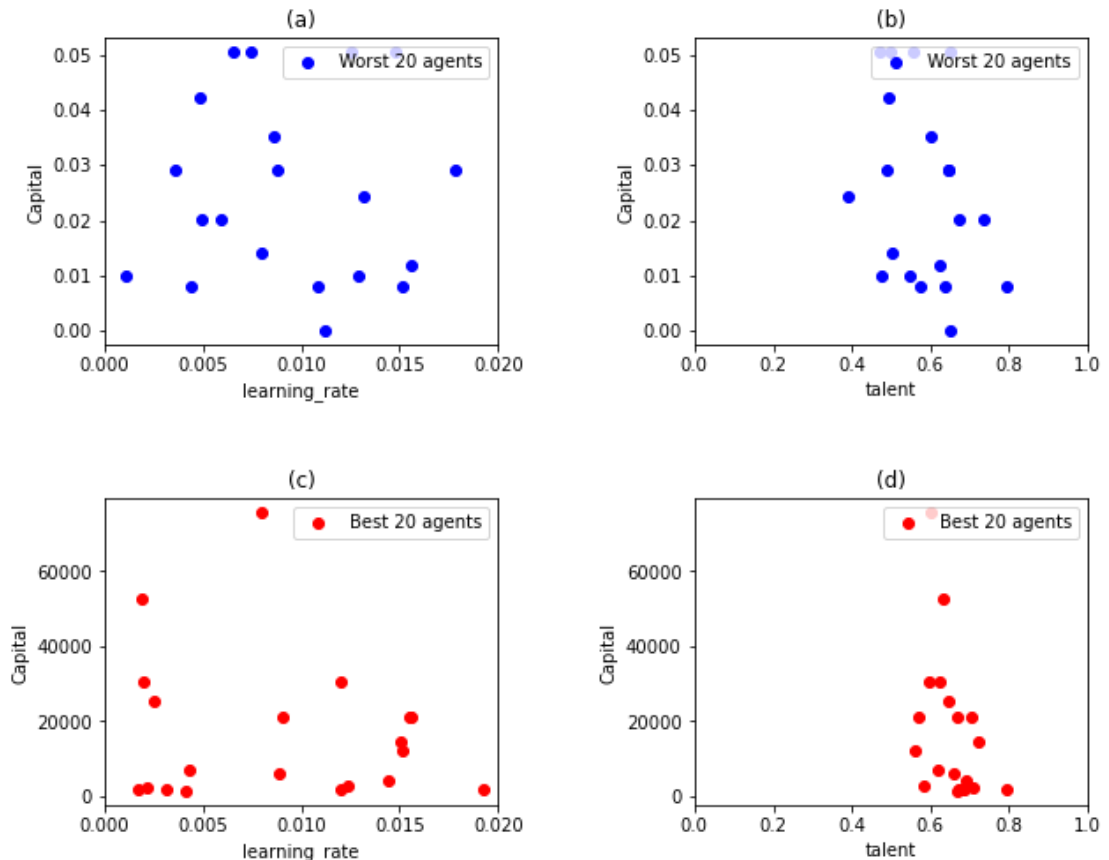 (a)
Worst 20 agents
0.05
0.04
0.03
0.02
0.01
0.00
Capital
0.000 0.005 0.010 0.015 0.020
learning_rate
(b)
Worst 20 agents
0.05
0.04
0.03
0.02
0.01
0.00
Capital
0.0 0.2 0.4 0.6 0.8 1.0
talent
(c)
Best 20 agents
60000
40000
20000
0
Capital
0.000 0.005 0.010 0.015 0.020
learning_rate
(d)
Best 20 agents
60000
40000
20000
0
Capital
0.0 0.2 0.4 0.6 0.8 1.0
talent